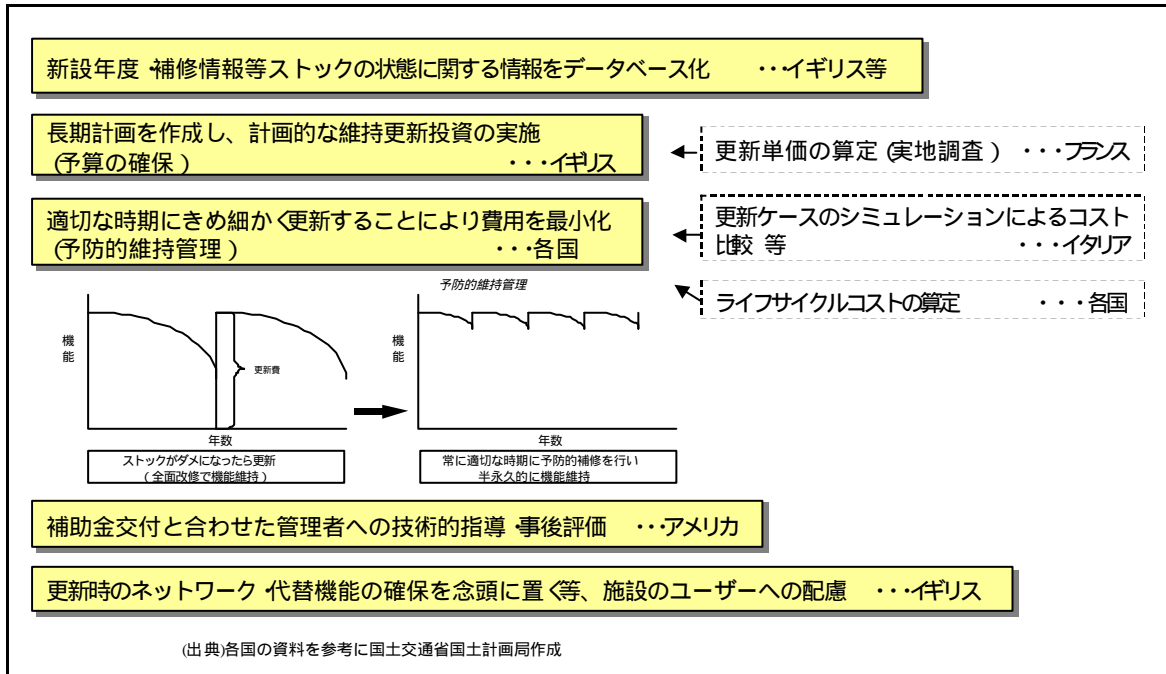 新設年度・補修情報等ストックの状態に関する情報をデータベース化 ・・・イギリス等
長期計画を作成し、計画的な維持更新投資の実施
(予算の確保) ・・・イギリス
更新単価の算定(実地調査) ・・・フランス
適切な時期にきめ細かく更新することにより費用を最小化
(予防的維持管理) ・・・各国
更新ケースのシミュレーションによるコスト
比較 等 ・・・イタリア
ライフサイクルコストの算定 ・・・各国
予防的維持管理
機能
更新費
年数
機能
年数
ストックがダメになったら更新
(全面改修で機能維持)
常に適切な時期に予防的補修を行い
半永久的に機能維持
補助金交付と合わせた管理者への技術的指導・事後評価 ・・・アメリカ
更新時のネットワーク・代替機能の確保を念頭に置く等、施設のユーザーへの配慮 ・・・イギリス
(出典)各国の資料を参考に国土交通省国土計画局作成